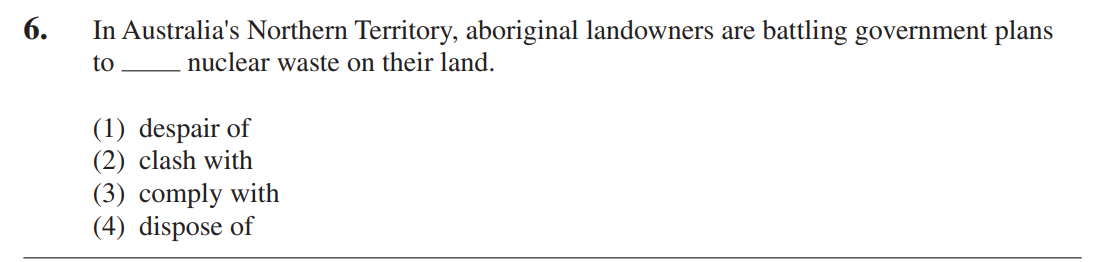 6. In Australia's Northern Territory, aboriginal landowners are battling government plans
to _____ nuclear waste on their land.
(1) despair of
(2) clash with
(3) comply with
(4) dispose of